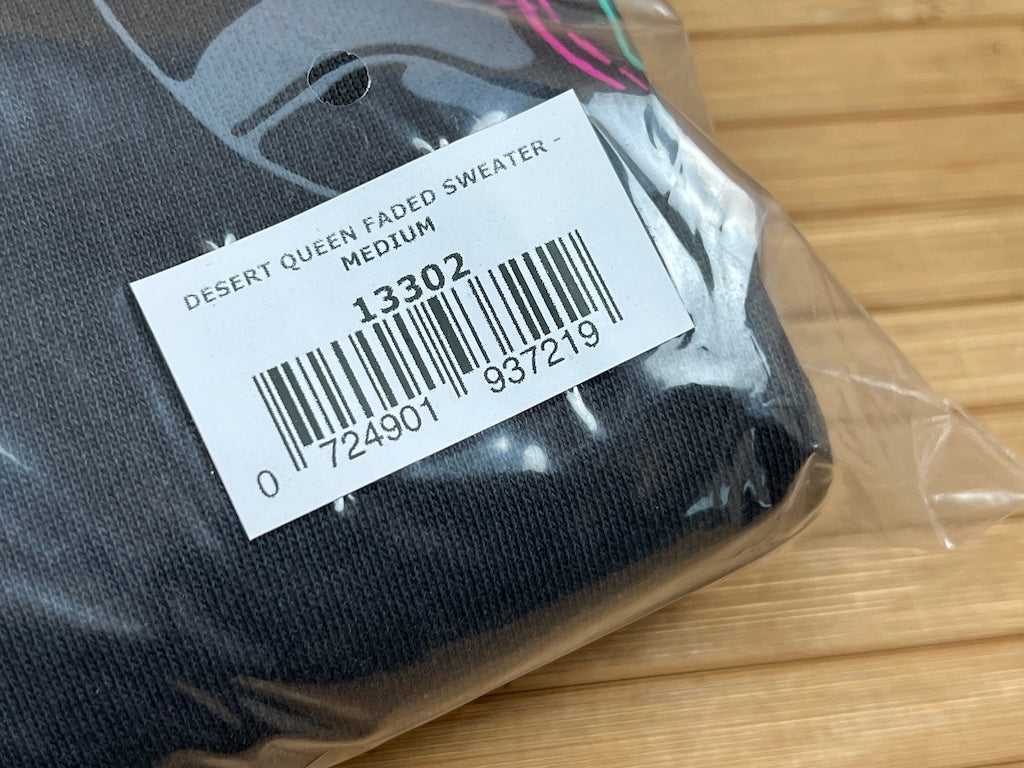 DESERT QUEEN FADED SWEATER -
MEDIUM
13302
0 724901 937219